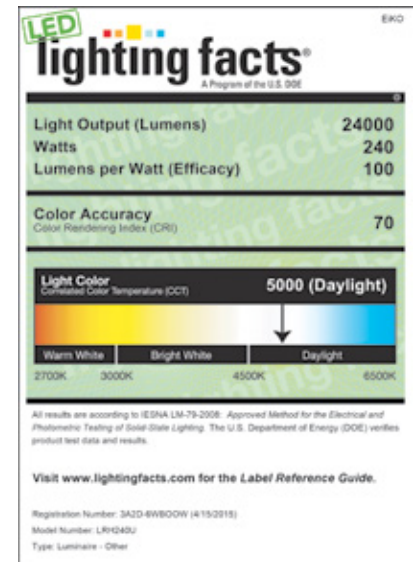 EiKO
LED
lighting facts®
A Program of the U.S. DOE
Light Output (Lumens) 24000
Watts 240
Lumens per Watt (Efficacy) 100
Color Accuracy
Color Rendering Index (CRI) 70
Light Color
Correlated Color Temperature (CCT) 5000 (Daylight)
Warm White Bright White Daylight
2700K 3000K 4500K 6500K
All results are according to IESNA LM-79-2008: Approved Method for the Electrical and
Photometric Testing of Solid-State Lighting. The U.S. Department of Energy (DOE) verifies
product test data and results.
Visit www.lightingfacts.com for the Label Reference Guide.
Registration Number: 3A2D-6WBOOW (4/15/2015)
Model Number: LRH240U
Type: Luminaire - Other